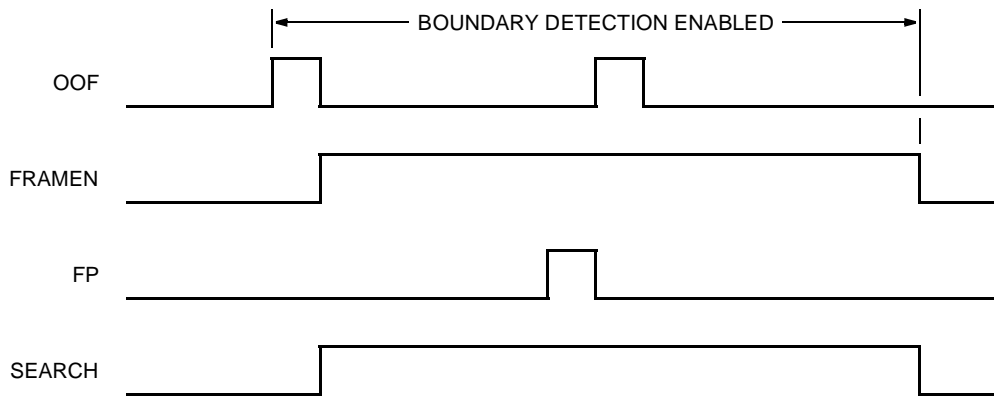 BOUNDARY DETECTION ENABLED
OOF
FRAMEN
FP
SEARCH